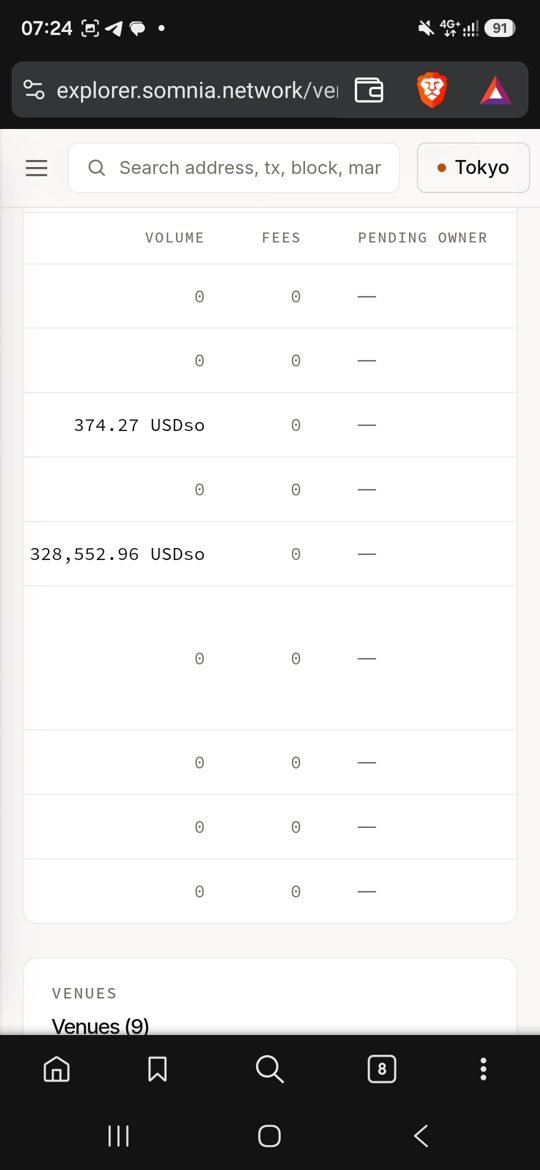 07:24 4G+ 91
explorer.somnia.network/ve
Search address, tx, block, mar Tokyo
VOLUME FEES PENDING OWNER
0 0 —
0 0 —
374.27 USDso 0 —
0 0 —
328,552.96 USDso 0 —
0 0 —
0 0 —
0 0 —
0 0 —
VENUES
Venues (9)
8